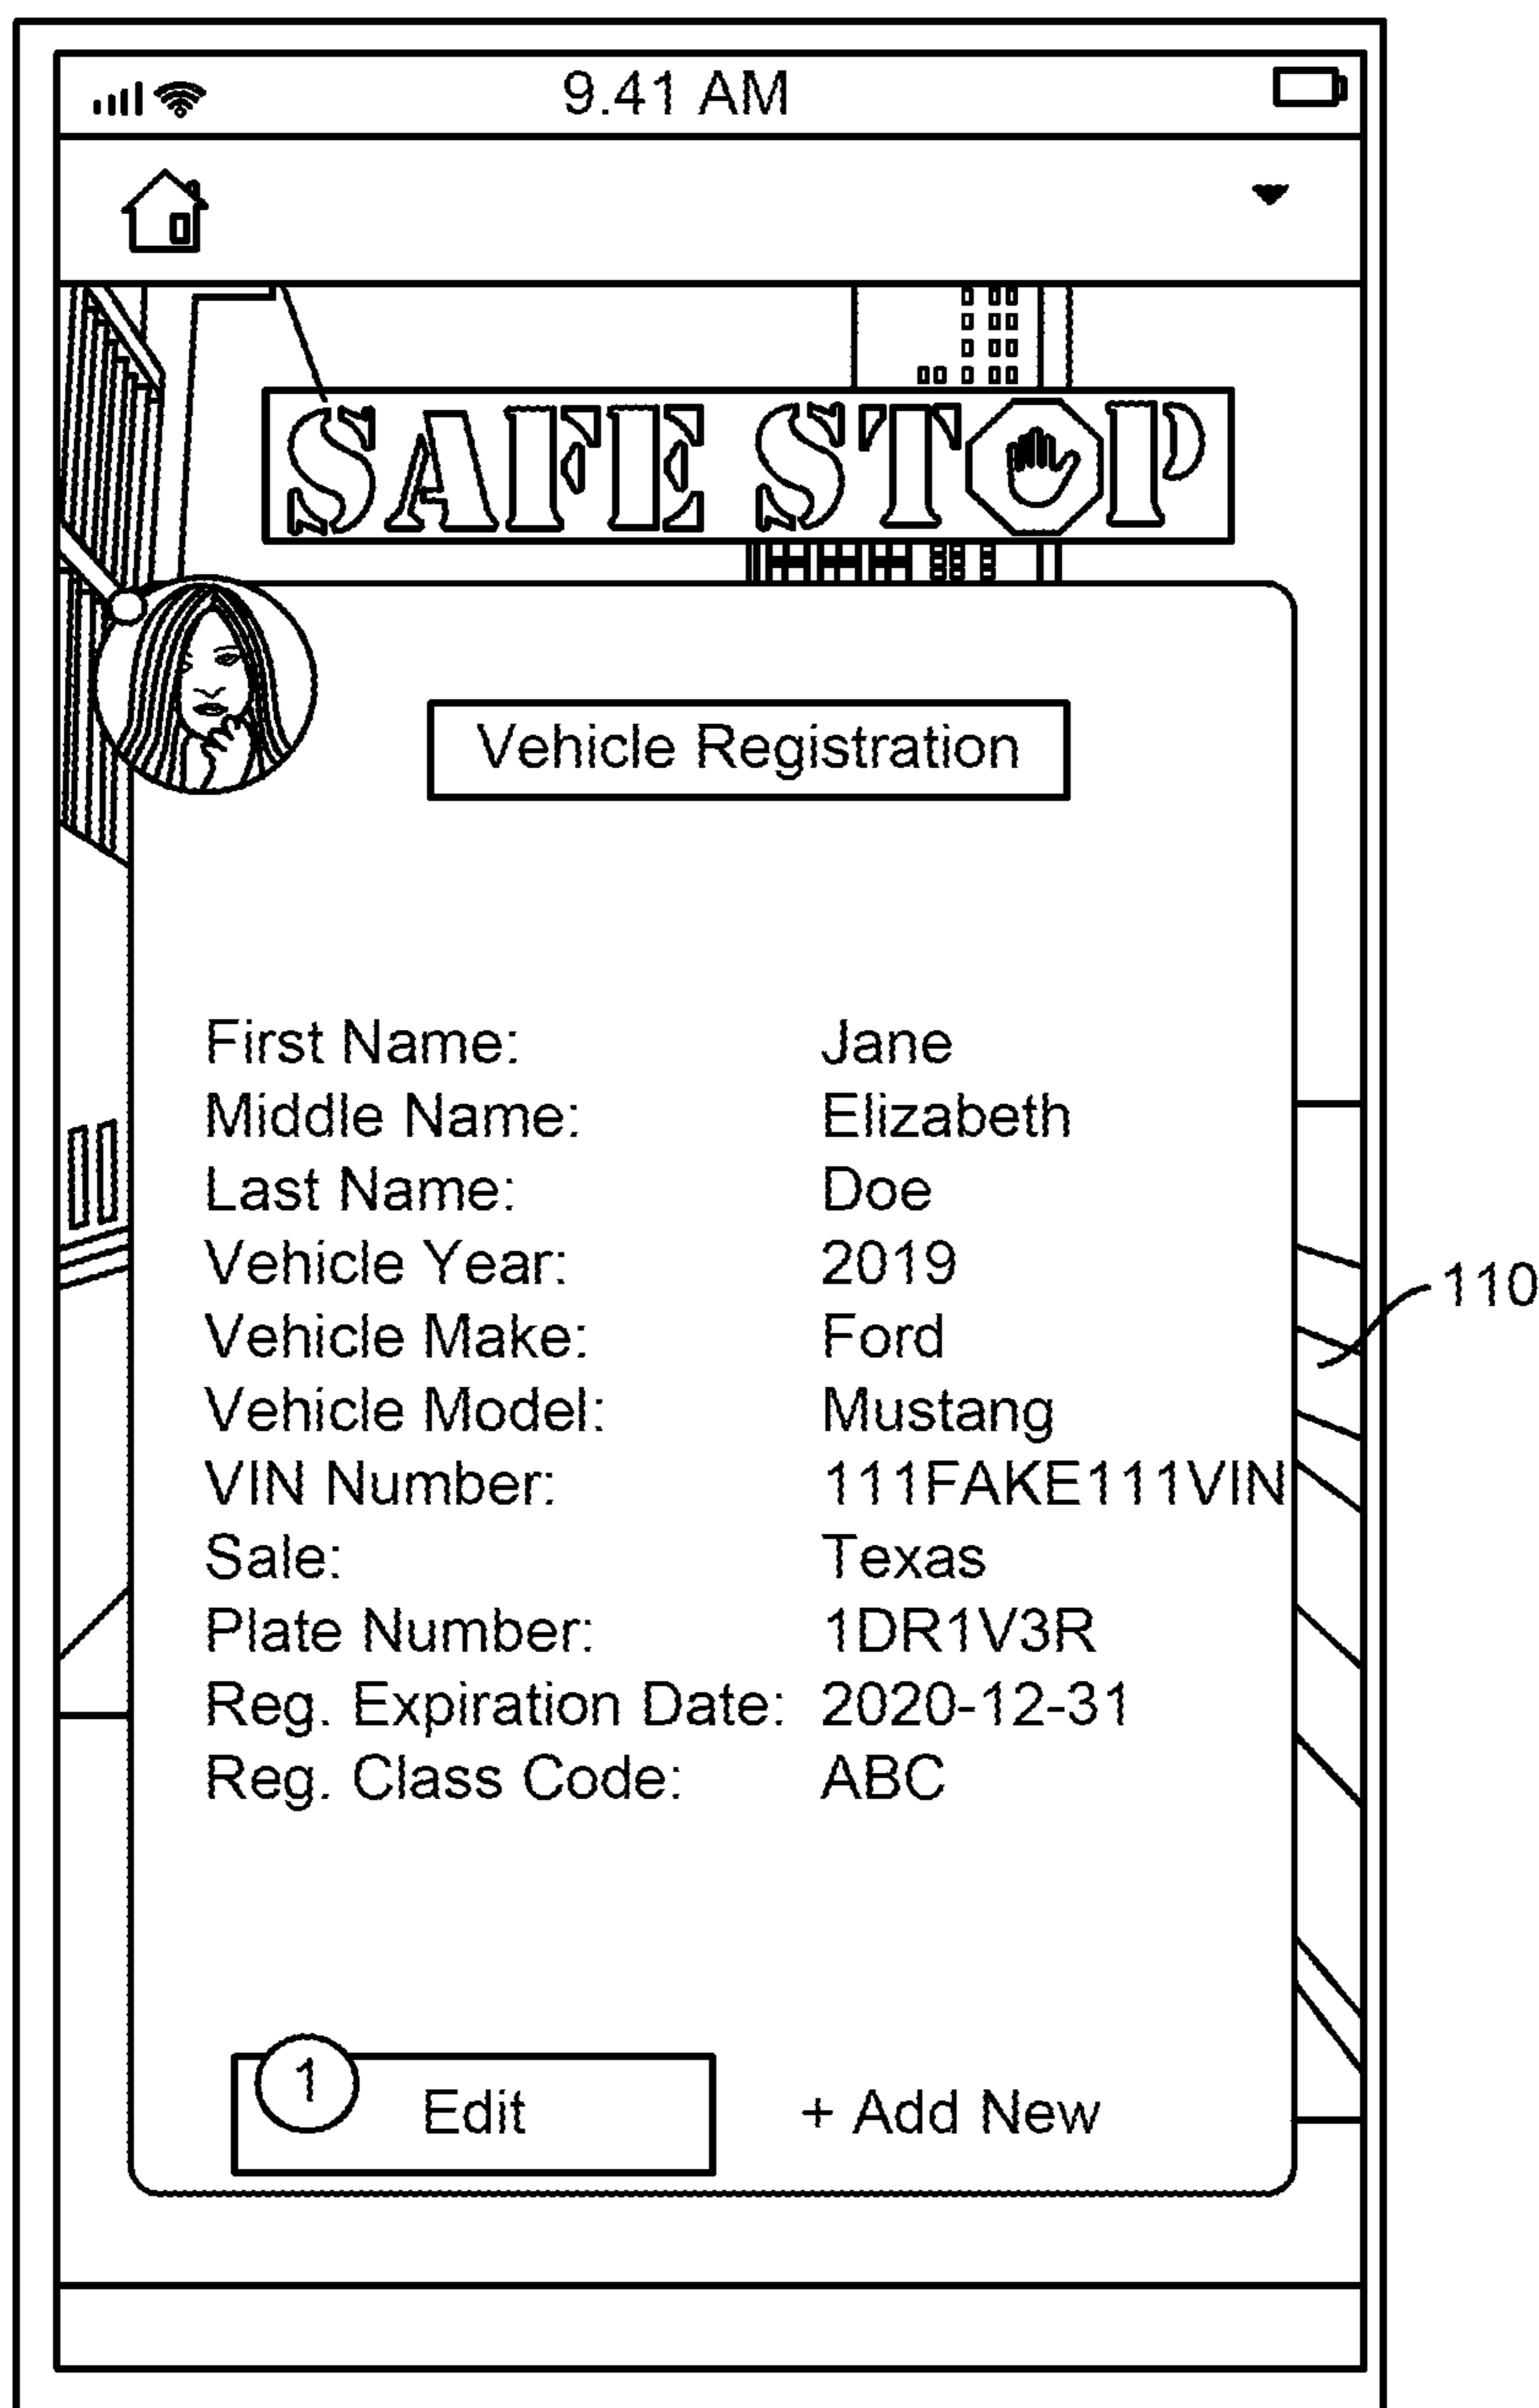 9.41 AM
SAFE STOP
Vehicle Registration
First Name: Jane
Middle Name: Elizabeth
Last Name: Doe
Vehicle Year: 2019
110
Vehicle Make: Ford
Vehicle Model: Mustang
VIN Number: 111FAKE111VIN
Sale: Texas
Plate Number: 1DR1V3R
Reg. Expiration Date: 2020-12-31
Reg. Class Code: ABC
1
Edit + Add New